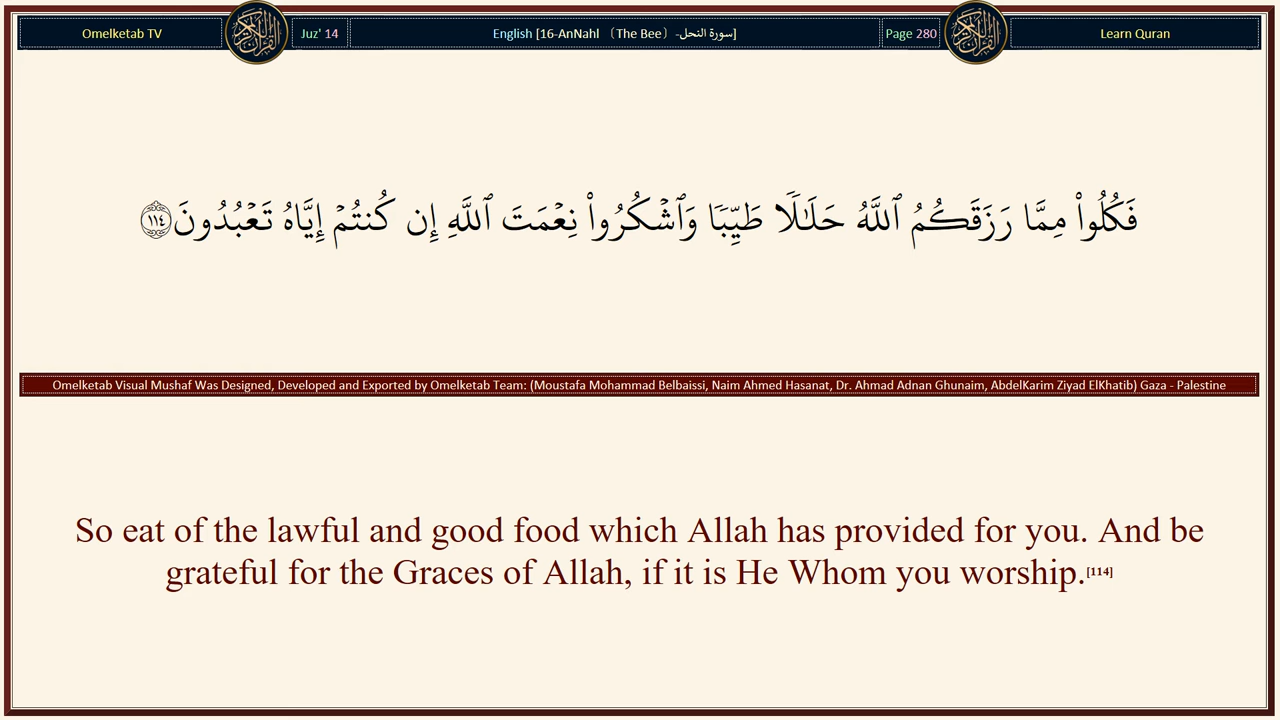 Omelketab TV
Juz' 14
English [16-AnNahl （The Bee） -سورة النحل]
Page 280
Learn Quran
فَكُلُوا۟ مِمَّا رَزَقَكُمُ ٱللَّهُ حَلَـٰلًا طَيِّبًا وَٱشْكُرُوا۟ نِعْمَتَ ٱللَّهِ إِن كُنتُمْ إِيَّاهُ تَعْبُدُونَ ١١٤
Omelketab Visual Mushaf Was Designed, Developed and Exported by Omelketab Team: (Moustafa Mohammad Belbaissi, Naim Ahmed Hasanat, Dr. Ahmad Adnan Ghunaim, AbdelKarim Ziyad ElKhatib) Gaza - Palestine
So eat of the lawful and good food which Allah has provided for you. And be
grateful for the Graces of Allah, if it is He Whom you worship.[114]